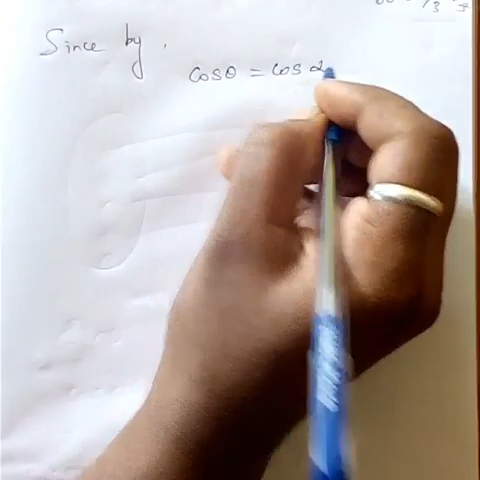 Since by,
cosθ = cos α